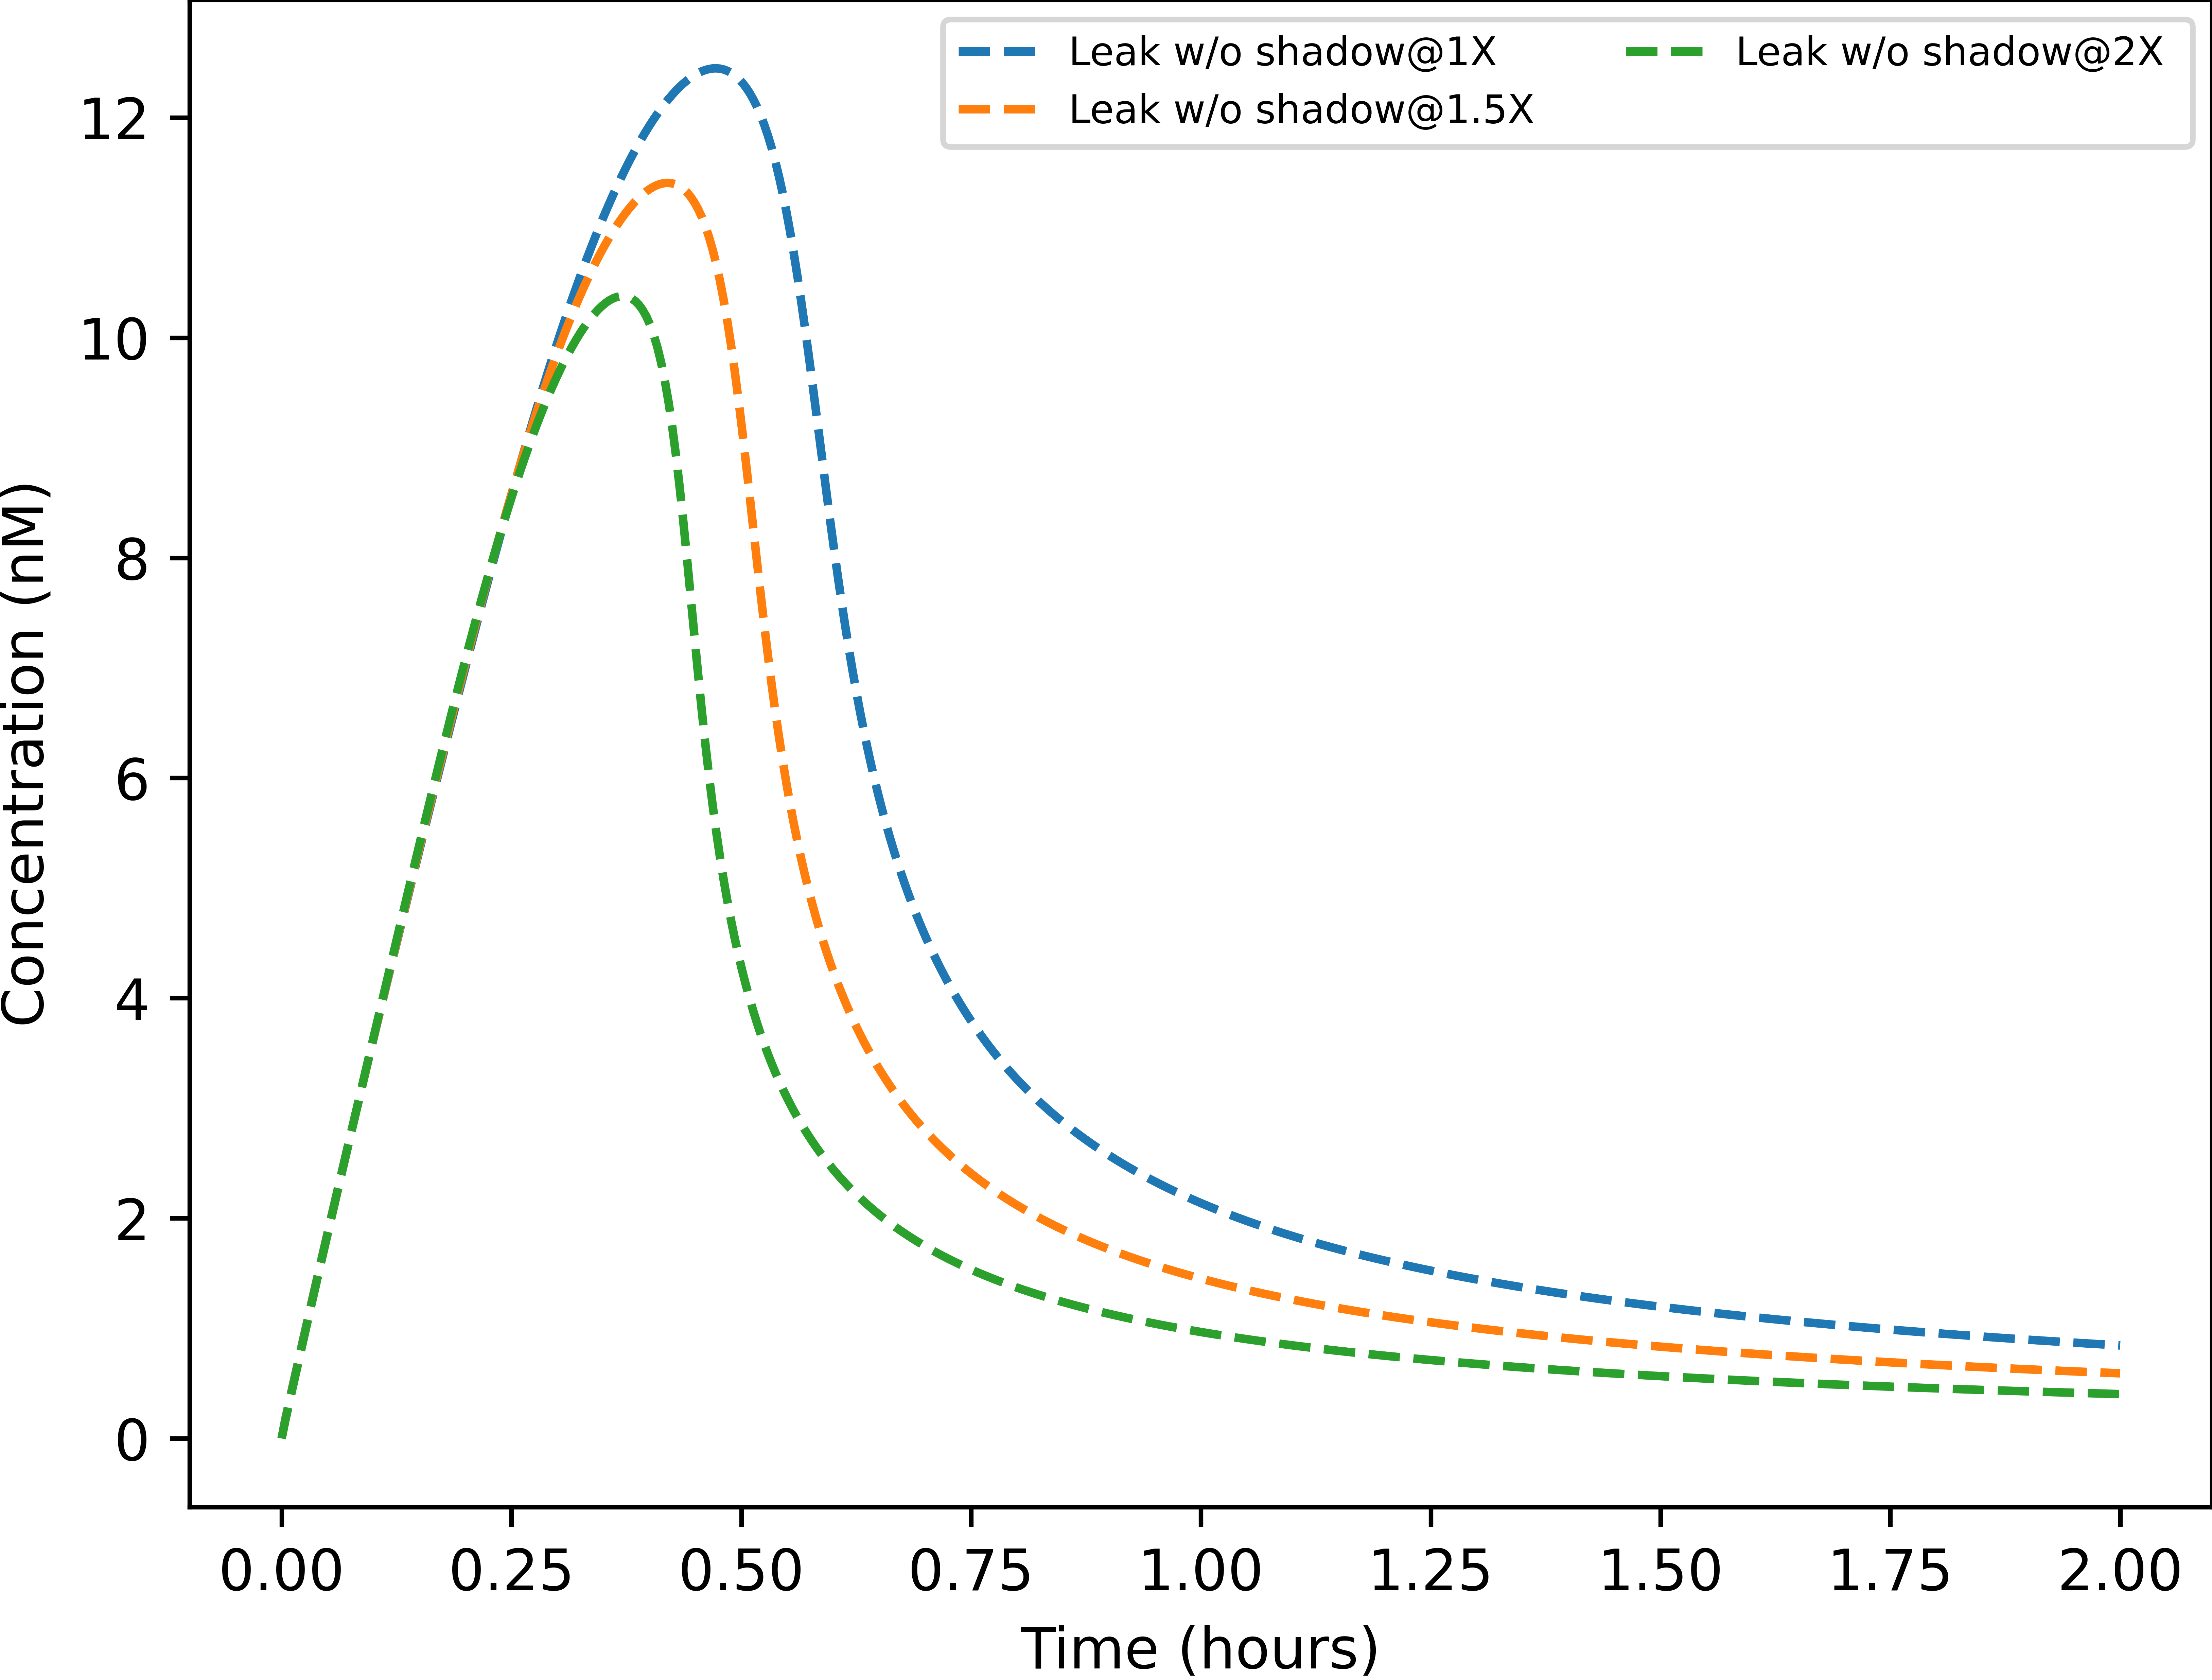 Leak w/o shadow@1X
Leak w/o shadow@1.5X
Leak w/o shadow@2X
Concentration (nM)
12
10
8
6
4
2
0
0.00 0.25 0.50 0.75 1.00 1.25 1.50 1.75 2.00
Time (hours)